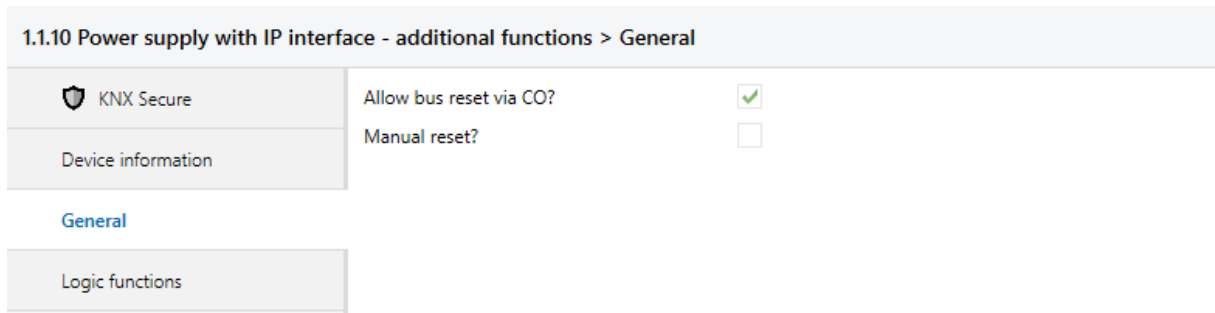 1.1.10 Power supply with IP interface - additional functions > General
KNX Secure
Device information
General
Logic functions
Allow bus reset via CO?
Manual reset?